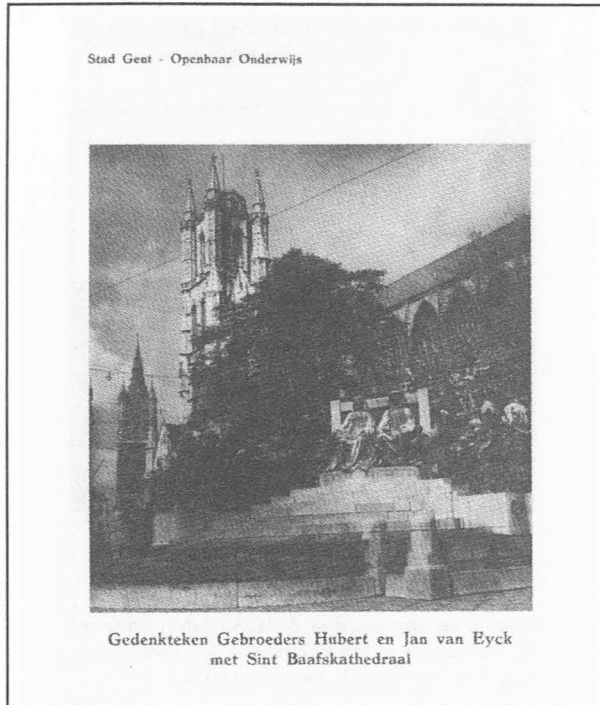 Stad Gent - Openbaar Onderwijs
Gedenkteken Gebroeders Hubert en Jan van Eyck
met Sint Baafskathedraal